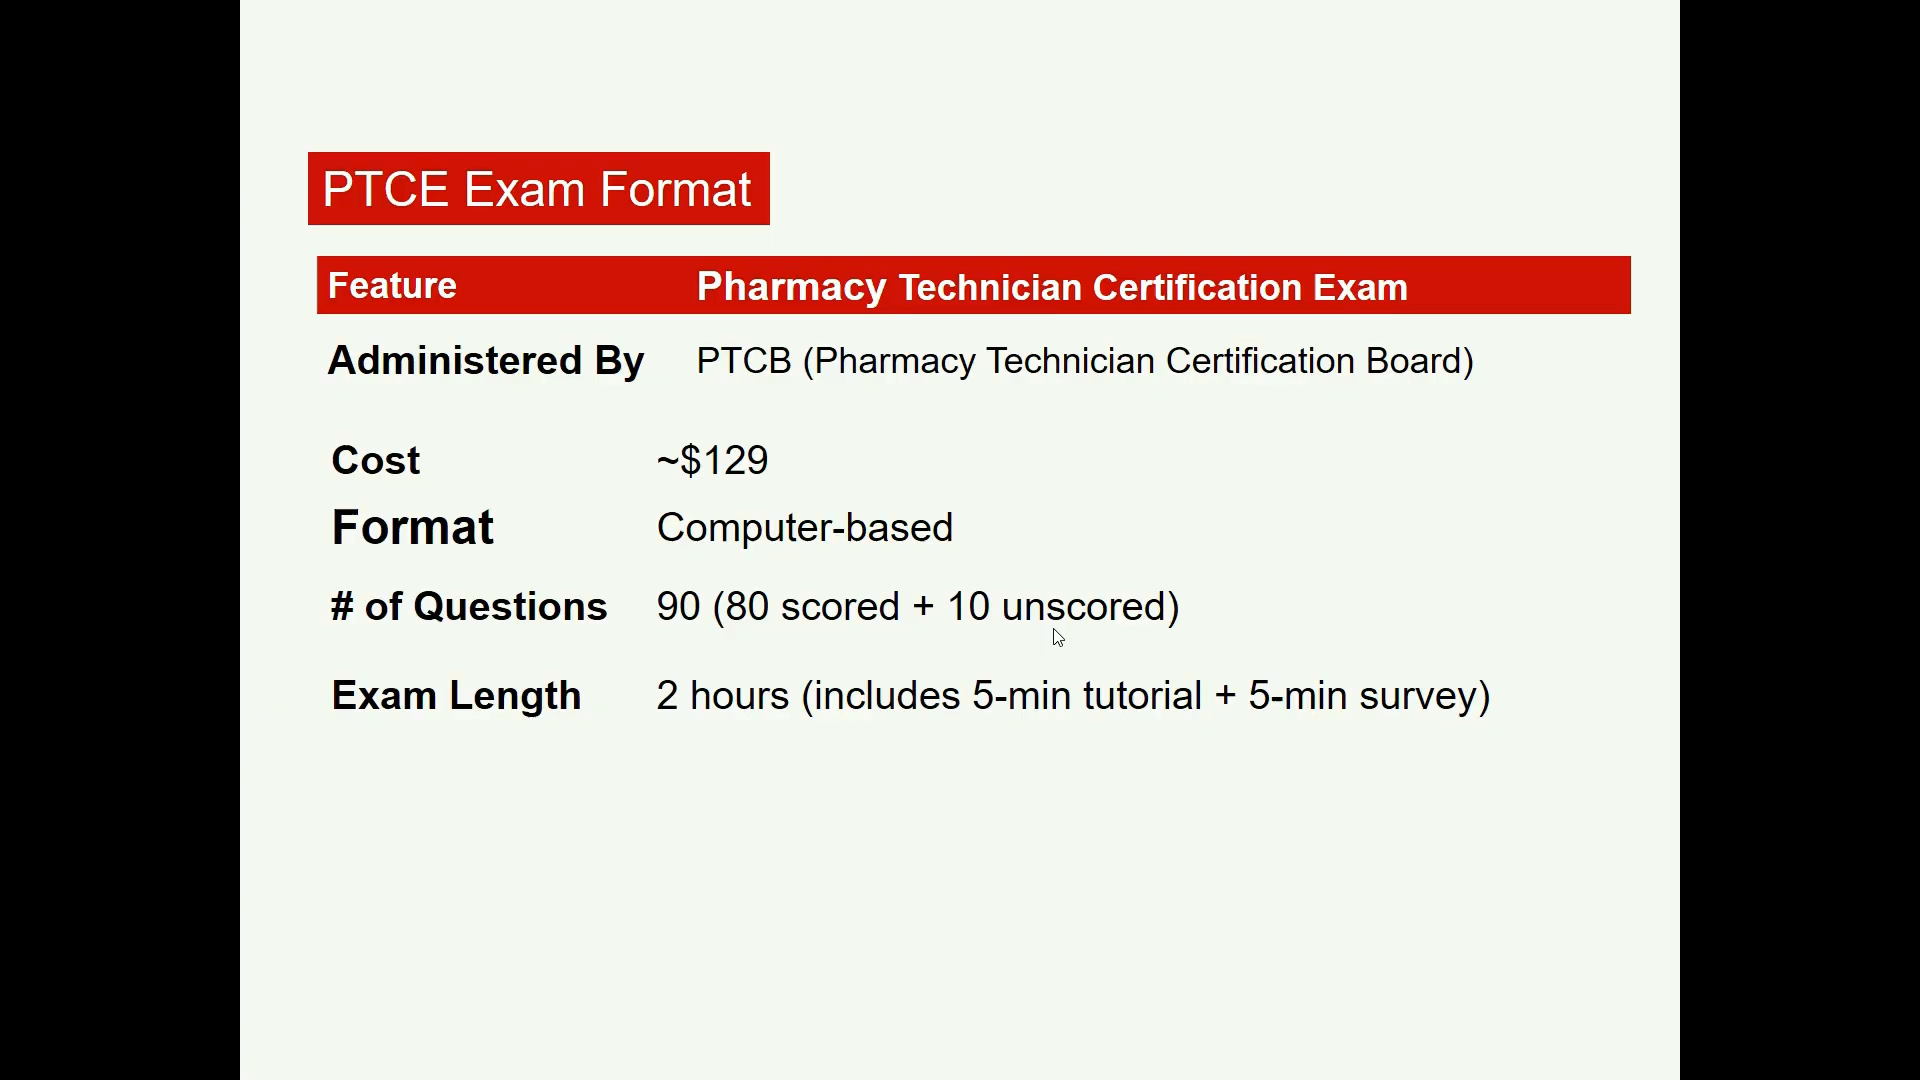 PTCE Exam Format
Feature Pharmacy Technician Certification Exam
Administered By PTCB (Pharmacy Technician Certification Board)
Cost ~$129
Format Computer-based
# of Questions 90 (80 scored + 10 unscored)
Exam Length 2 hours (includes 5-min tutorial + 5-min survey)